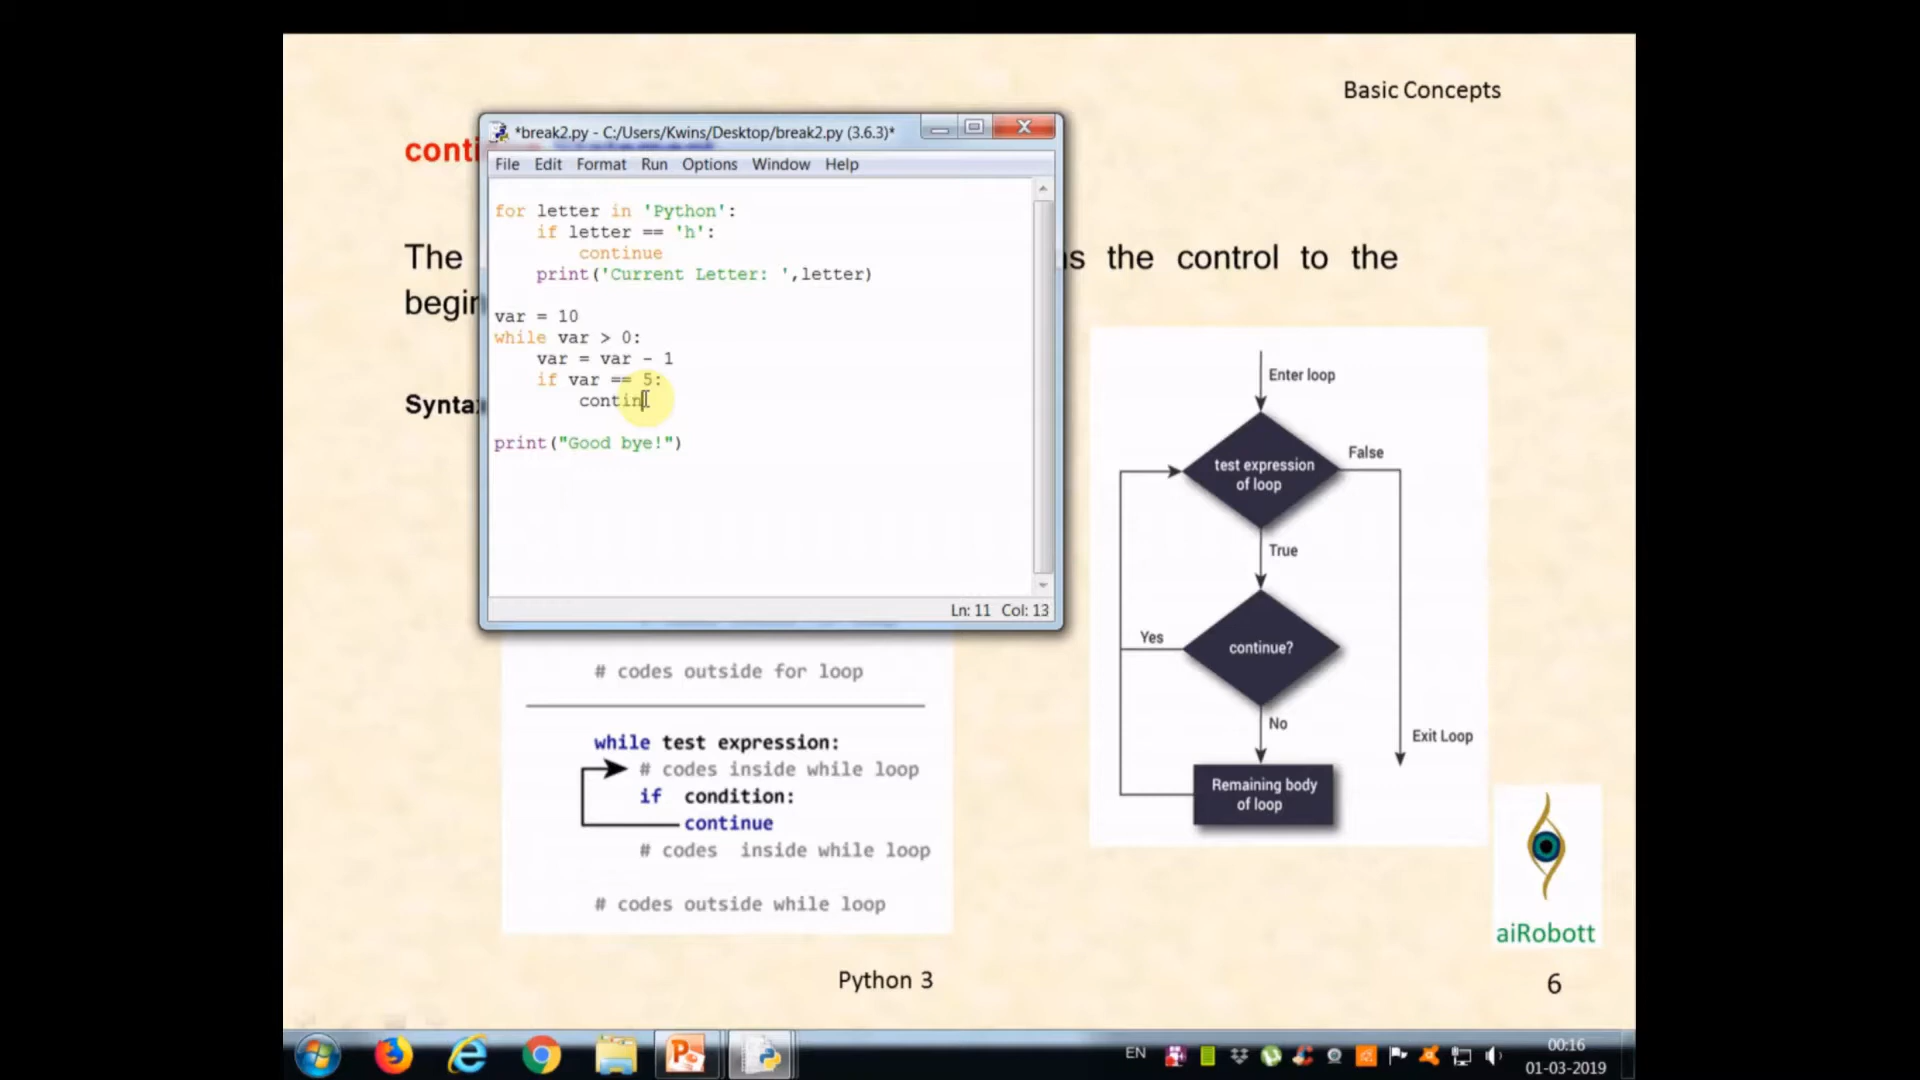 Basic Concepts
conti
*break2.py - C:/Users/Kwins/Desktop/break2.py (3.6.3)*
File Edit Format Run Options Window Help
for letter in 'Python':
if letter == 'h':
continue
print('Current Letter: ',letter)
var = 10
while var > 0:
var = var - 1
if var == 5:
contin
print("Good bye!")
Ln: 11 Col: 13
The
the control to the
begin
Synta
# codes outside for loop
while test expression:
# codes inside while loop
if condition:
continue
# codes inside while loop
# codes outside while loop
Enter loop
test expression
of loop
False
True
continue?
Yes
No
Exit Loop
Remaining body
of loop
aiRobott
Python 3
6
EN
00:16
01-03-2019